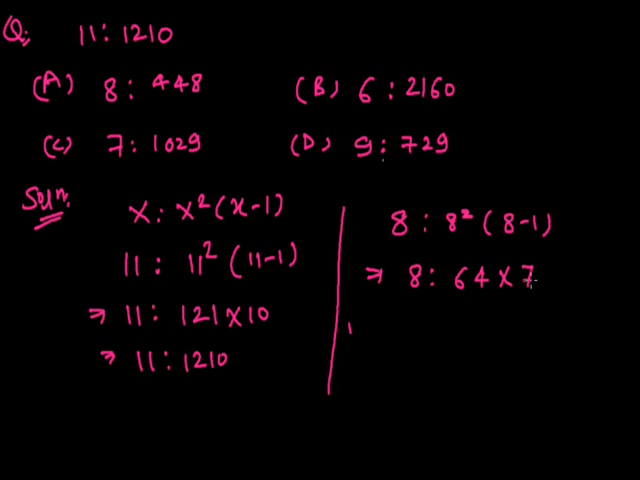 Q. 11 : 1210
(A) 8 : 448 (B) 6 : 2160
(C) 7 : 1029 (D) 9 : 729
Soln.
x : x²(x-1)
11 : 11² (11-1)
⇒ 11 : 121 × 10
⇒ 11 : 1210
8 : 8² (8-1)
⇒ 8 : 64 × 7